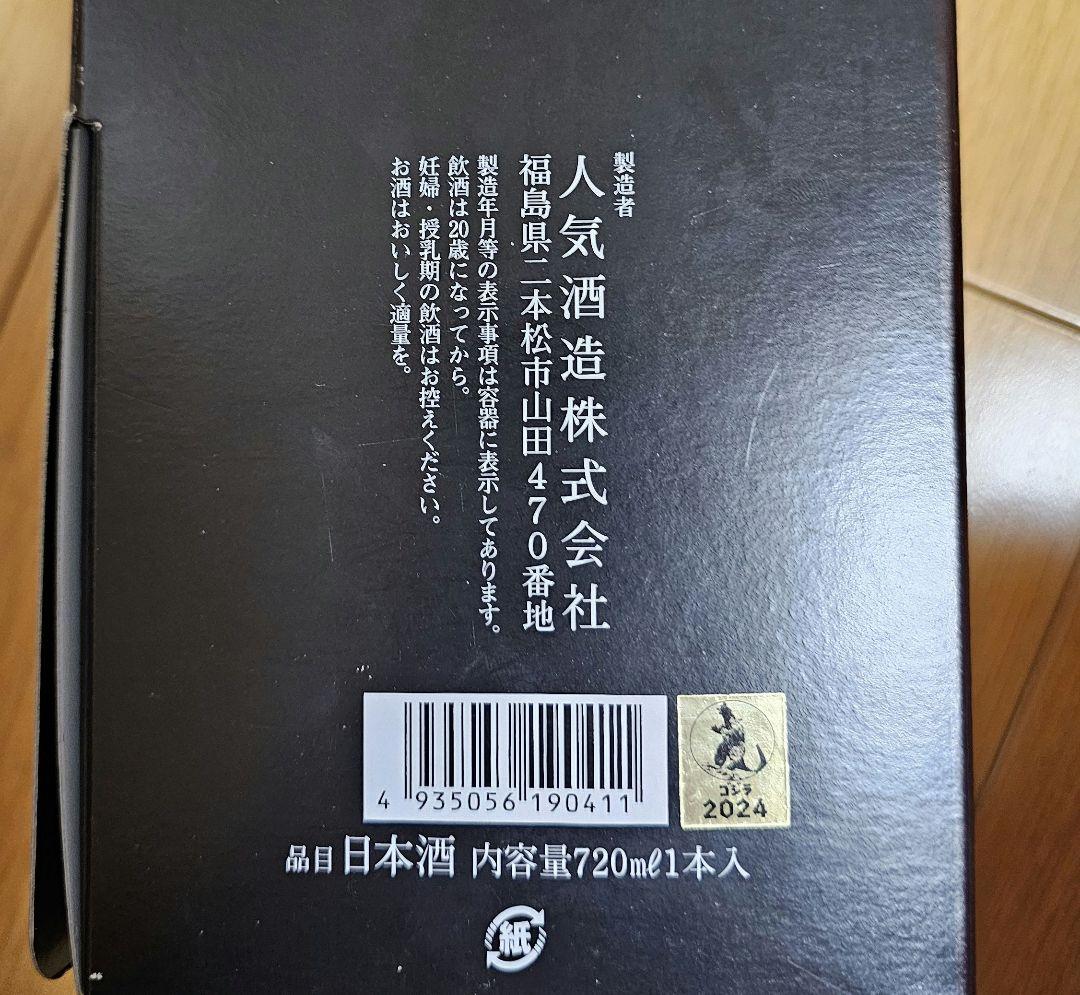 製造者
人気酒造株式会社
福島県二本松市山田470番地
製造年月等の表示事項は容器に表示してあります。
飲酒は20歳になってから。
妊婦・授乳期の飲酒はお控えください。
お酒はおいしく適量を。
4 935056 190411
ゴジラ
2024
品目 日本酒 内容量720mℓ1本入
紙